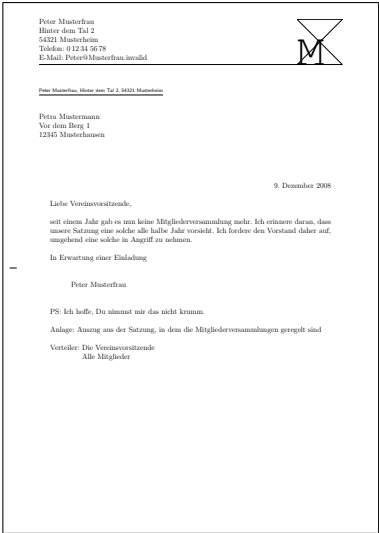 Peter Musterfrau
Hinter dem Tal 2
54321 Musterheim
Telefon: 0 12 34 56 78
E-Mail: Peter@Musterfrau.invalid
M
Peter Musterfrau, Hinter dem Tal 2, 54321 Musterheim
Petra Mustermann
Vor dem Berg 1
12345 Musterhausen
9. Dezember 2008
Liebe Vereinsvorsitzende,
seit einem Jahr gab es nun keine Mitgliederversammlung mehr. Ich erinnere daran, dass
unsere Satzung eine solche alle halbe Jahr vorsieht. Ich fordere den Vorstand daher auf,
umgehend eine solche in Angriff zu nehmen.
In Erwartung einer Einladung
Peter Musterfrau
PS: Ich hoffe, Du nimmst mir das nicht krumm.
Anlage: Auszug aus der Satzung, in dem die Mitgliederversammlungen geregelt sind
Verteiler: Die Vereinsvorsitzende
Alle Mitglieder